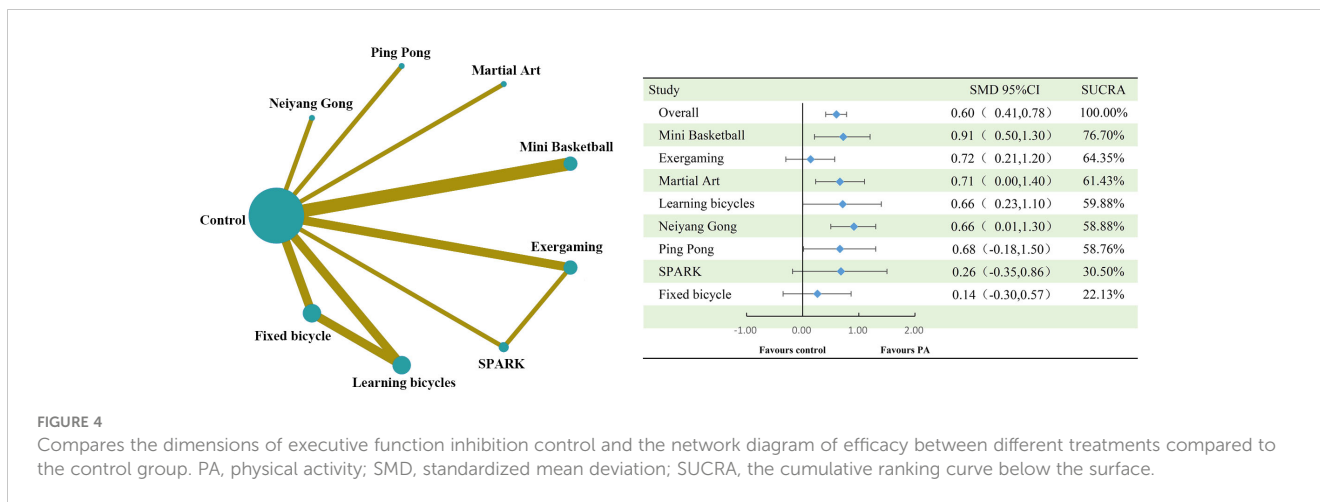 Ping Pong
Martial Art
Neiyang Gong
Mini Basketball
Control
Exergaming
Fixed bicycle
SPARK
Learning bicycles
Study SMD 95%CI SUCRA
Overall 0.60 ( 0.41,0.78) 100.00%
Mini Basketball 0.91 ( 0.50,1.30) 76.70%
Exergaming 0.72 ( 0.21,1.20) 64.35%
Martial Art 0.71 ( 0.00,1.40) 61.43%
Learning bicycles 0.66 ( 0.23,1.10) 59.88%
Neiyang Gong 0.66 ( 0.01,1.30) 58.88%
Ping Pong 0.68 (-0.18,1.50) 58.76%
SPARK 0.26 (-0.35,0.86) 30.50%
Fixed bicycle 0.14 (-0.30,0.57) 22.13%
-1.00 0.00 1.00 2.00
Favours control Favours PA
FIGURE 4
Compares the dimensions of executive function inhibition control and the network diagram of efficacy between different treatments compared to
the control group. PA, physical activity; SMD, standardized mean deviation; SUCRA, the cumulative ranking curve below the surface.